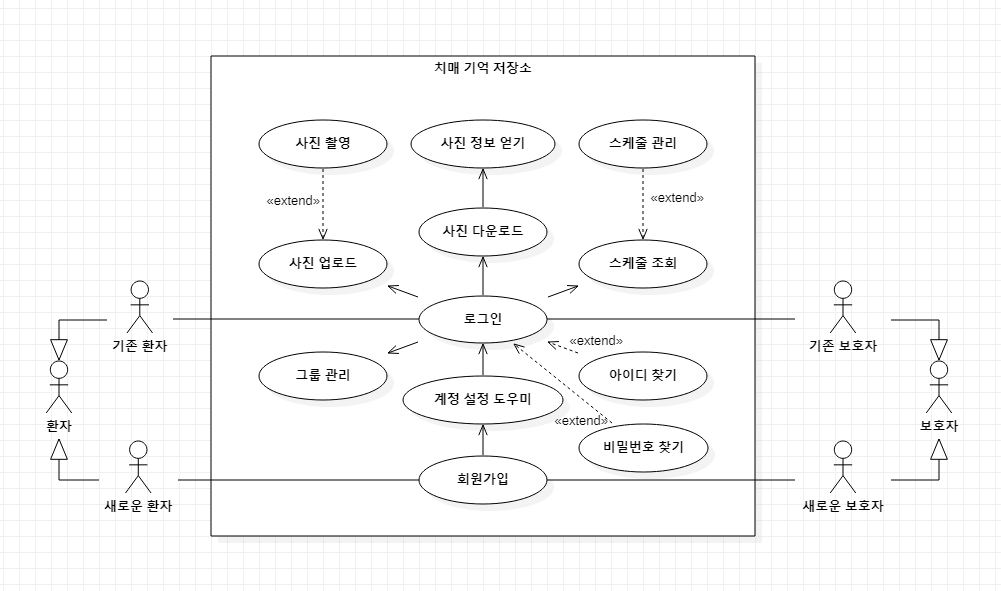 치매 기억 저장소
사진 촬영
사진 정보 얻기
스케줄 관리
«extend»
«extend»
사진 다운로드
사진 업로드
스케줄 조회
로그인
기존 환자
기존 보호자
«extend»
그룹 관리
아이디 찾기
계정 설정 도우미
환자
보호자
«extend»
비밀번호 찾기
회원가입
새로운 환자
새로운 보호자